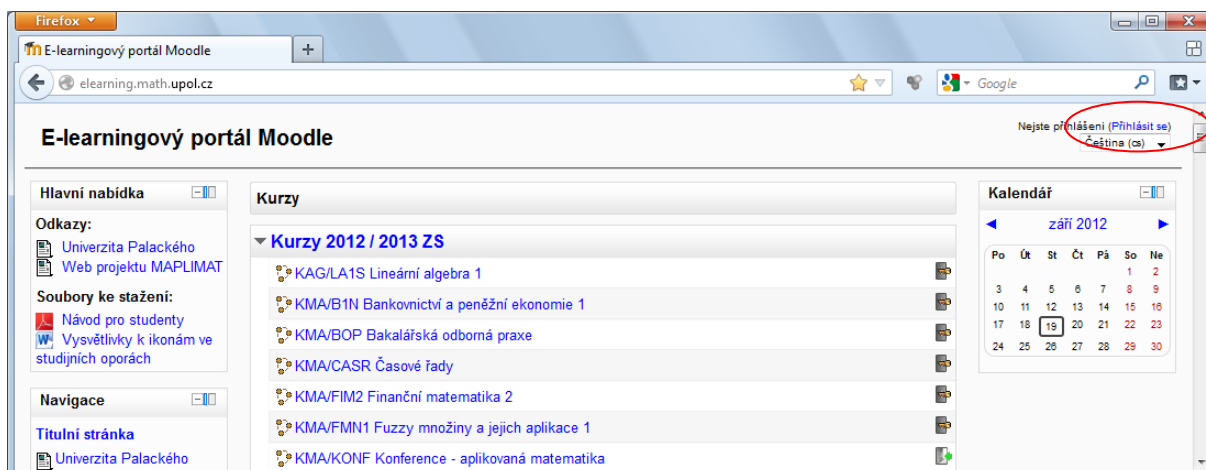 Firefox
E-learningový portál Moodle
elearning.math.upol.cz
Google
E-learningový portál Moodle
Nejste přihlášeni (Přihlásit se)
Čeština (cs)
Hlavní nabídka
Odkazy:
Univerzita Palackého
Web projektu MAPLIMAT
Soubory ke stažení:
Návod pro studenty
Vysvětlivky k ikonám ve
studijních oporách
Navigace
Titulní stránka
Univerzita Palackého
Kurzy
Kurzy 2012 / 2013 ZS
KAG/LA1S Lineární algebra 1
KMA/B1N Bankovnictví a peněžní ekonomie 1
KMA/BOP Bakalářská odborná praxe
KMA/CASR Časové řady
KMA/FIM2 Finanční matematika 2
KMA/FMN1 Fuzzy množiny a jejich aplikace 1
KMA/KONF Konference - aplikovaná matematika
Kalendář
září 2012
Po Út St Čt Pá So Ne
1 2
3 4 5 6 7 8 9
10 11 12 13 14 15 16
17 18 19 20 21 22 23
24 25 26 27 28 29 30